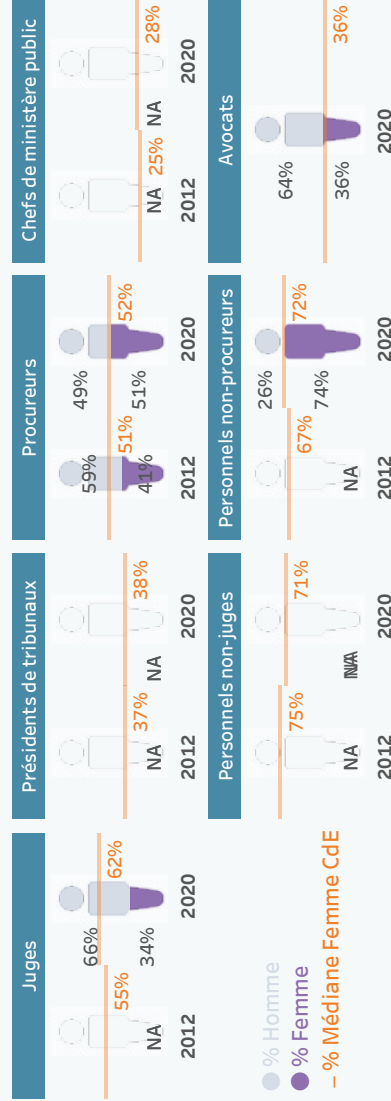 Juges
66%
62%
55%
34%
NA
2012
2020
Présidents de tribunaux
37%
38%
NA
NA
2012
2020
Procureurs
59%
49%
51%
52%
41%
51%
2012
2020
Chefs de ministère public
25%
28%
NA
NA
2012
2020
% Homme
% Femme
– % Médiane Femme CdE
Personnels non-juges
75%
71%
NA
NA
NA
2012
2020
Personnels non-procureurs
26%
67%
72%
74%
NA
2012
2020
Avocats
64%
36%
36%
2020